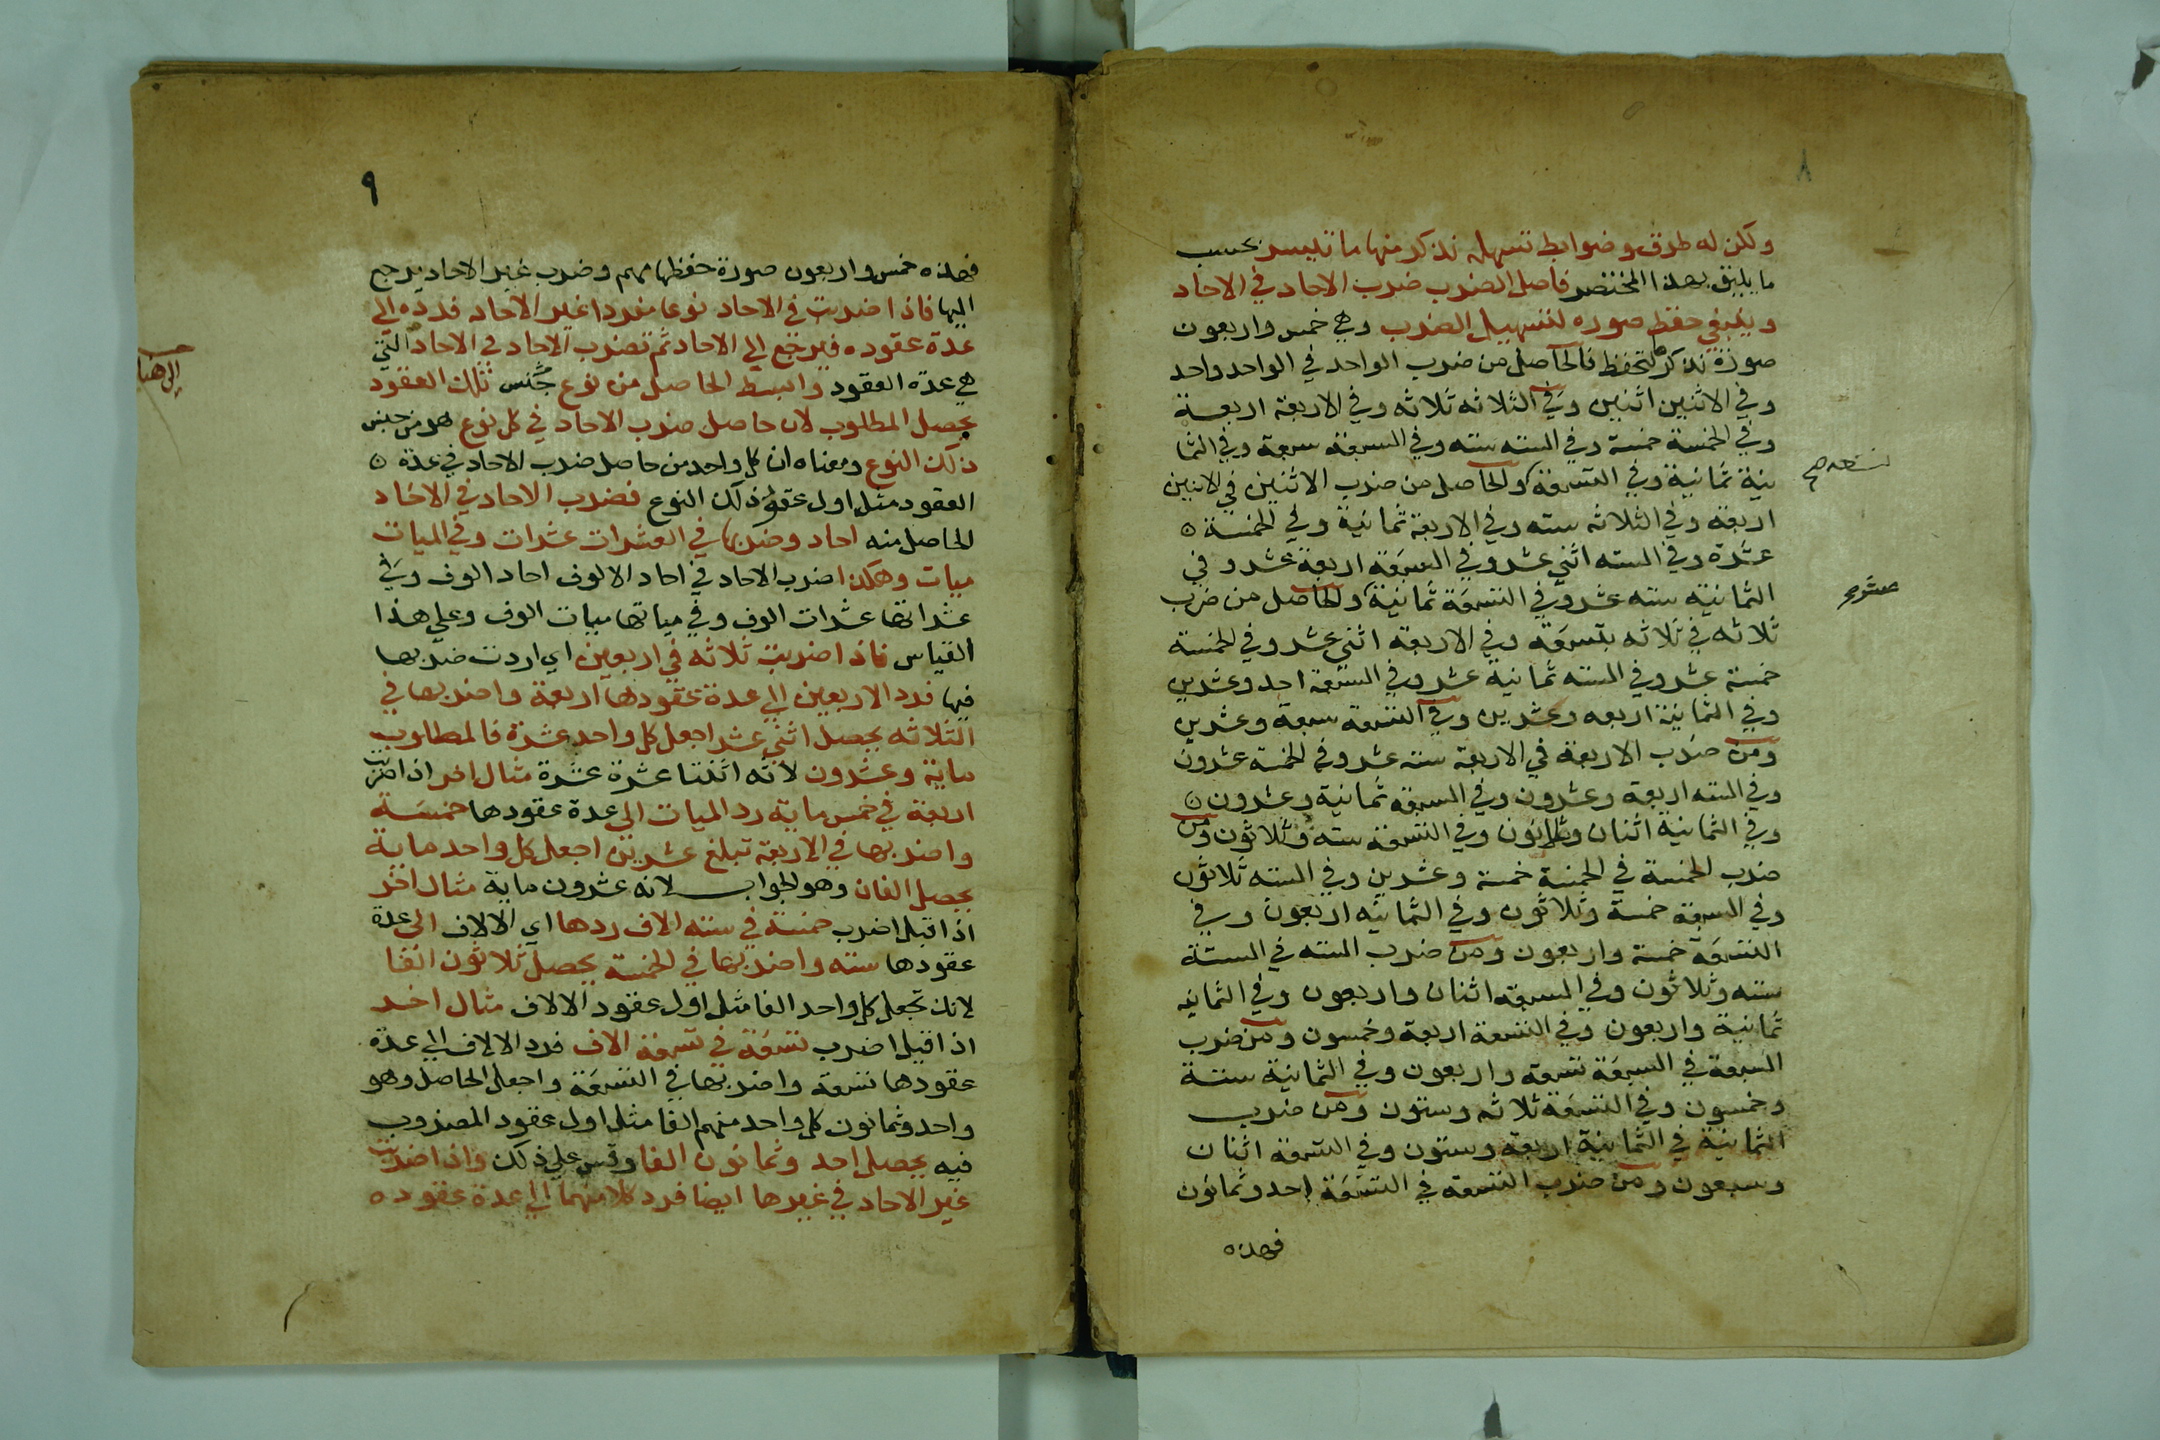 ٨
ولكن له طرق وضوابط تسهله نذكر منها ما تيسر بحسب
ما يليق بهذا المختصر فاصل الضرب ضرب الاحاد في الاحاد
وينبغي حفظ صوره لتسهيل الضرب وهي خمس واربعون
صورة نذكر لتحفظ فالحاصل من ضرب الواحد في الواحد واحد
وفي الاثنين اثنين وفي الثلاثه ثلاثه وفي الاربعة اربعة
وفي الخمسة خمسة وفي السته سته وفي السبعة سبعة وفي الثما
نية ثمانية وفي التسعة والحاصل من ضرب الاثنين في الاثنين
تسعه صح
اربعة وفي الثلاثه سته وفي الاربعة ثمانية وفي الخمسة ه
عشرة وفي السته اثني عشر وفي السبعة اربعة عشر وفي
الثمانية سته عشر وفي التسعة ثمانية والحاصل من ضرب
عشر صح
ثلاثه في ثلاثه بتسعة وفي الاربعة اثني عشر وفي الخمسة
خمسة عشر وفي السته ثمانية عشر وفي السبعة احد وعشرين
وفي الثمانية اربعه وعشرين وفي التسعة سبعة وعشرين
ومن ضرب الاربعة في الاربعة سته عشر وفي الخمسة عشرون
وفي السته اربعة وعشرون وفي السبعة ثمانية وعشرون ه
وفي الثمانية اثنان وثلاثون وفي التسعة سته وثلاثون ومن
ضرب الخمسة في الخمسة خمسة وعشرين وفي السته ثلاثون
وفي السبعة خمسة وثلاثون وفي الثمانيه اربعون وفي
التسعة خمسة واربعون ومن ضرب السته في الستة
سته وثلاثون وفي السبعة اثنان واربعون وفي الثمانيه
ثمانية واربعون وفي التسعة اربعة وخمسون ومن ضرب
السبعة في السبعة تسعة واربعون وفي الثمانية ستة
وخمسون وفي التسعة ثلاثه وستون ومن ضرب
الثمانية في الثمانية اربعة وستون وفي التسعة اثنان
وسبعون ومن ضرب التسعة في التسعة احد وثمانون
فهذه
٩
فهذه خمس واربعون صورة حفظها مهم وضرب غير الاحاد يرجع
اليها فاذا ضربت في الاحاد نوعا مفردا غير الاحاد فرده الى
عدة عقوده فيرجع الي الاحاد ثم تضرب الاحاد في الاحاد التي
الى هنا
هي عدة العقود وابسط الحاصل من نوع جنس تلك العقود
يحصل المطلوب لان حاصل ضرب الاحاد في كل نوع هو من جنس
ذلك النوع ومعناه ان كل واحد من حاصل ضرب الاحاد في عدة ه
العقود مثل اول عقود ذلك النوع فضرب الاحاد في الاحاد
الحاصل منه احاد وضربها في العشرات عشرات وفي الميات
ميات وهكذا ضرب الاحاد في احاد الالوف احاد الوف وفي
عشراتها عشرات الوف وفي مياتها ميات الوف وعلى هذا
القياس فاذا ضربت ثلاثه في اربعين اي اردت ضربها
فيها فرد الاربعين الي عدة عقودها اربعة واضربها في
الثلاثه يحصل اثني عشر اجعل كل واحد عشرة فالمطلوب
ماية وعشرون لانه اثنتا عشرة عشرة مثال اخر اذا ضربت
اربعة في خمس ماية رد الميات الى عدة عقودها خمسة
واضربها في الاربعة تبلغ عشرين اجعل كل واحد ماية
يحصل الفان وهو الجواب لانه عشرون ماية مثال اخر
اذا قيل اضرب خمسة في سته الاف ردها اي الالاف الى عدة
عقودها سته واضربها في الخمسة يحصل ثلاثون الفا
لانك تجعل كل واحد الفا مثل اول عقود الالاف مثال اخر
اذا قيل اضرب تسعة في تسعة الاف فرد الالاف الي عدة
عقودها تسعة واضربها في التسعة واجعل الحاصل وهو
واحد وثمانون كل واحد منهم الفا مثل اول عقود المضروب
فيه يحصل احد وثمانون الفا وقس علي ذلك واذا ضربت
غير الاحاد في غيرها ايضا فرد كلا منهما الي عدة عقوده